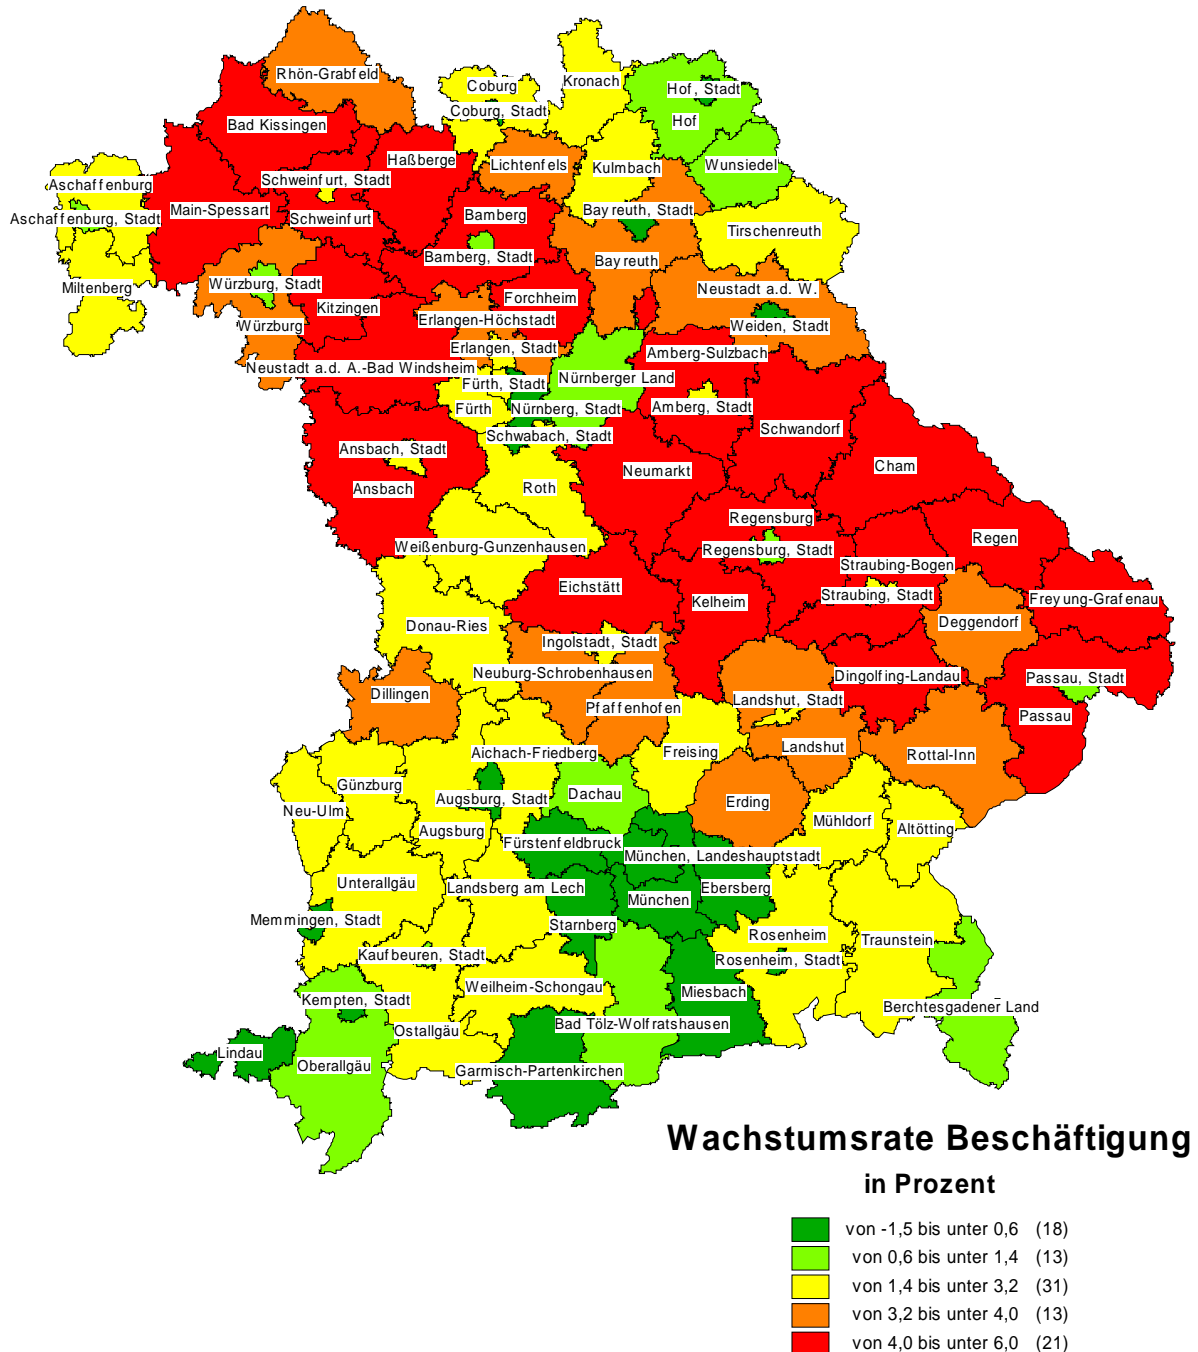 Rhön-Grabfeld
Coburg
Kronach
Hof, Stadt
Coburg, Stadt
Hof
Bad Kissingen
Haßberge
Lichtenfels
Kulmbach
Wunsiedel
Aschaffenburg
Schweinfurt, Stadt
Aschaffenburg, Stadt
Main-Spessart
Schweinfurt
Bamberg
Bayreuth, Stadt
Tirschenreuth
Bamberg, Stadt
Bayreuth
Miltenberg
Würzburg, Stadt
Neustadt a.d. W.
Kitzingen
Forchheim
Würzburg
Erlangen-Höchstadt
Weiden, Stadt
Erlangen, Stadt
Amberg-Sulzbach
Neustadt a.d. A.-Bad Windsheim
Nürnberger Land
Fürth, Stadt
Fürth
Nürnberg, Stadt
Amberg, Stadt
Schwabach, Stadt
Schwandorf
Ansbach, Stadt
Neumarkt
Cham
Ansbach
Roth
Regensburg
Regen
Weißenburg-Gunzenhausen
Regensburg, Stadt
Straubing-Bogen
Eichstätt
Kelheim
Straubing, Stadt
Freyung-Grafenau
Donau-Ries
Deggendorf
Ingolstadt, Stadt
Neuburg-Schrobenhausen
Dingolfing-Landau
Passau, Stadt
Dillingen
Pfaffenhofen
Landshut, Stadt
Passau
Aichach-Friedberg
Freising
Landshut
Rottal-Inn
Günzburg
Dachau
Neu-Ulm
Augsburg, Stadt
Erding
Mühldorf
Altötting
Augsburg
Fürstenfeldbruck
München, Landeshauptstadt
Unterallgäu
Landsberg am Lech
Ebersberg
München
Memmingen, Stadt
Starnberg
Rosenheim
Traunstein
Kaufbeuren, Stadt
Rosenheim, Stadt
Weilheim-Schongau
Miesbach
Kempten, Stadt
Berchtesgadener Land
Ostallgäu
Bad Tölz-Wolfratshausen
Lindau
Oberallgäu
Garmisch-Partenkirchen
Wachstumsrate Beschäftigung
in Prozent
von -1,5 bis unter 0,6 (18)
von 0,6 bis unter 1,4 (13)
von 1,4 bis unter 3,2 (31)
von 3,2 bis unter 4,0 (13)
von 4,0 bis unter 6,0 (21)